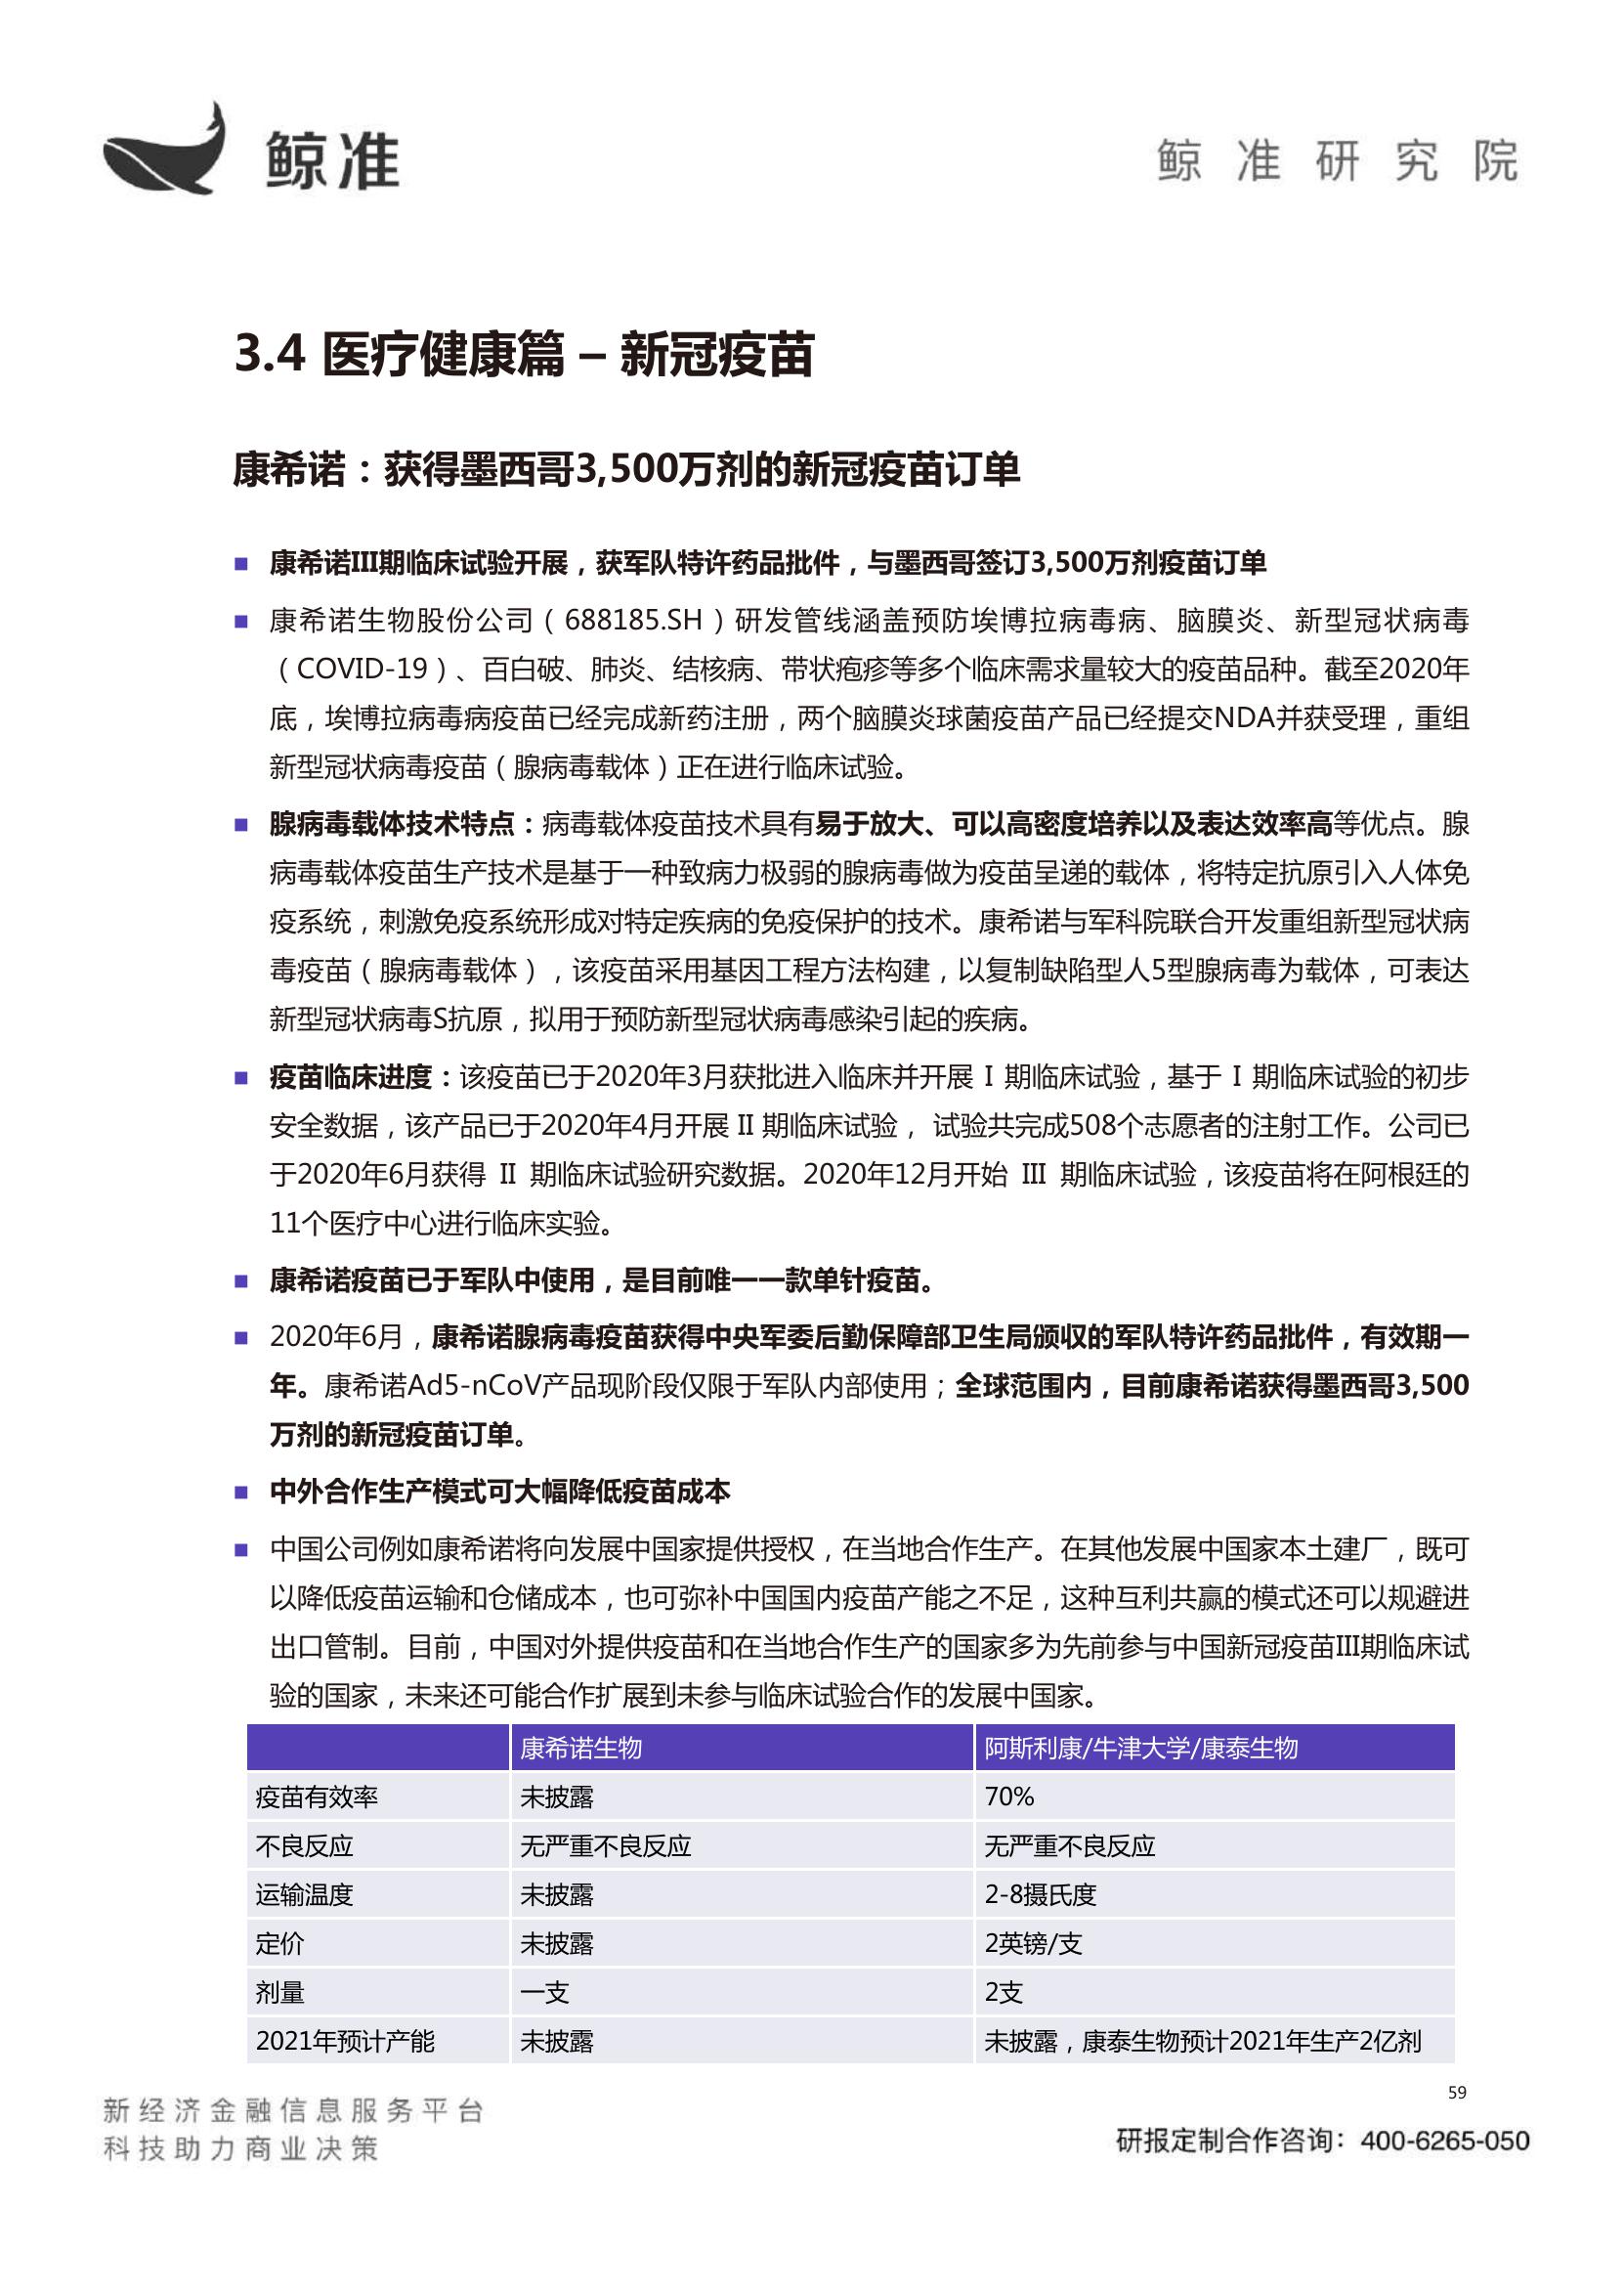 鲸准
鲸准研究院
3.4 医疗健康篇 – 新冠疫苗
康希诺：获得墨西哥3,500万剂的新冠疫苗订单
■ 康希诺III期临床试验开展，获军队特许药品批件，与墨西哥签订3,500万剂疫苗订单
■ 康希诺生物股份公司（688185.SH）研发管线涵盖预防埃博拉病毒病、脑膜炎、新型冠状病毒
（COVID-19）、百白破、肺炎、结核病、带状疱疹等多个临床需求量较大的疫苗品种。截至2020年
底，埃博拉病毒病疫苗已经完成新药注册，两个脑膜炎球菌疫苗产品已经提交NDA并获受理，重组
新型冠状病毒疫苗（腺病毒载体）正在进行临床试验。
■ 腺病毒载体技术特点：病毒载体疫苗技术具有易于放大、可以高密度培养以及表达效率高等优点。腺
病毒载体疫苗生产技术是基于一种致病力极弱的腺病毒做为疫苗呈递的载体，将特定抗原引入人体免
疫系统，刺激免疫系统形成对特定疾病的免疫保护的技术。康希诺与军科院联合开发重组新型冠状病
毒疫苗（腺病毒载体），该疫苗采用基因工程方法构建，以复制缺陷型人5型腺病毒为载体，可表达
新型冠状病毒S抗原，拟用于预防新型冠状病毒感染引起的疾病。
■ 疫苗临床进度：该疫苗已于2020年3月获批进入临床并开展 I 期临床试验，基于 I 期临床试验的初步
安全数据，该产品已于2020年4月开展 II 期临床试验， 试验共完成508个志愿者的注射工作。公司已
于2020年6月获得 II 期临床试验研究数据。2020年12月开始 III 期临床试验，该疫苗将在阿根廷的
11个医疗中心进行临床实验。
■ 康希诺疫苗已于军队中使用，是目前唯一一款单针疫苗。
■ 2020年6月，康希诺腺病毒疫苗获得中央军委后勤保障部卫生局颁収的军队特许药品批件，有效期一
年。康希诺Ad5-nCoV产品现阶段仅限于军队内部使用；全球范围内，目前康希诺获得墨西哥3,500
万剂的新冠疫苗订单。
■ 中外合作生产模式可大幅降低疫苗成本
■ 中国公司例如康希诺将向发展中国家提供授权，在当地合作生产。在其他发展中国家本土建厂，既可
以降低疫苗运输和仓储成本，也可弥补中国国内疫苗产能之不足，这种互利共赢的模式还可以规避进
出口管制。目前，中国对外提供疫苗和在当地合作生产的国家多为先前参与中国新冠疫苗III期临床试
验的国家，未来还可能合作扩展到未参与临床试验合作的发展中国家。
康希诺生物 阿斯利康/牛津大学/康泰生物
疫苗有效率 未披露 70%
不良反应 无严重不良反应 无严重不良反应
运输温度 未披露 2-8摄氏度
定价 未披露 2英镑/支
剂量 一支 2支
2021年预计产能 未披露 未披露，康泰生物预计2021年生产2亿剂
59
新经济金融信息服务平台
科技助力商业决策
研报定制合作咨询：400-6265-050